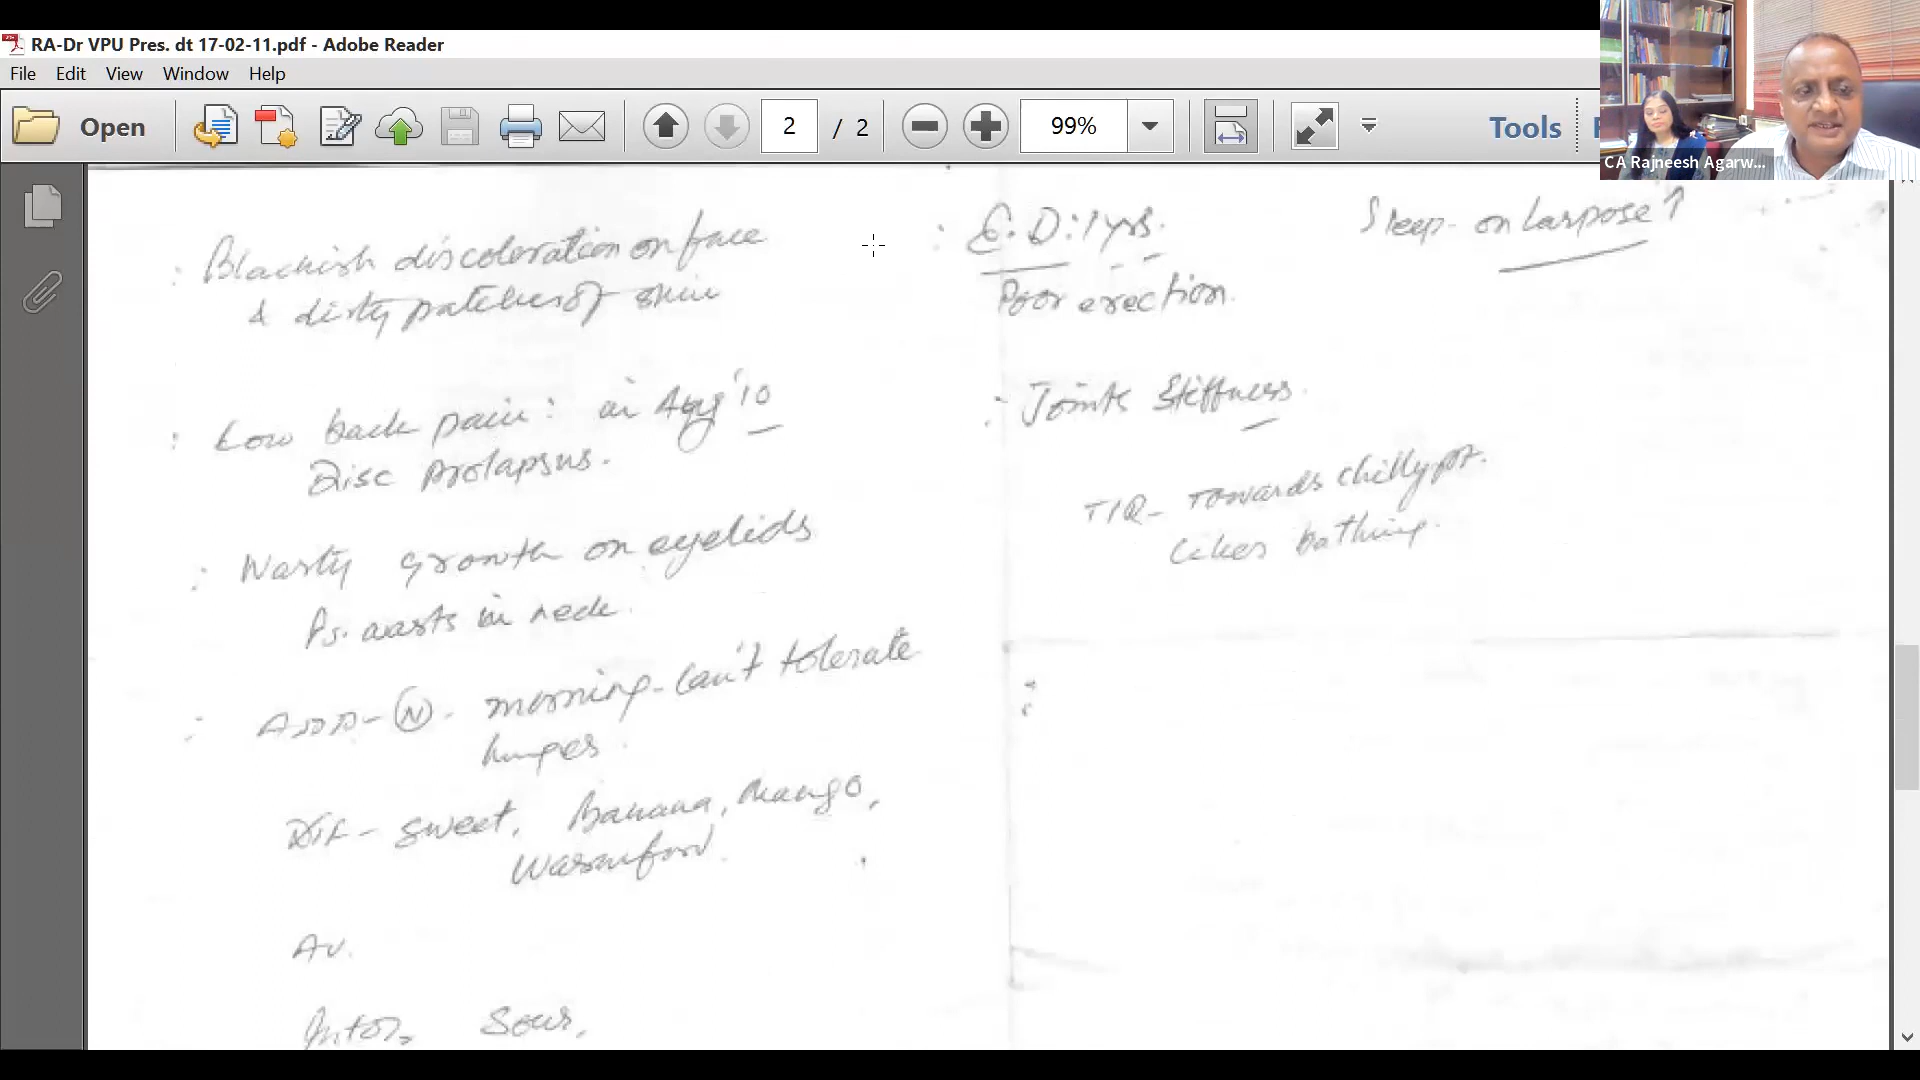 RA-Dr VPU Pres. dt 17-02-11.pdf - Adobe Reader
File Edit View Window Help
Open 2 / 2 99% Tools
CA Rajneesh Agarw...
: Blackish discoloration on face
& dirty patches of skin
: Low back pain: in Aug '10
Disc prolapsus.
: Warty growth on eyelids
Ps. warts in neck.
: App- N. morning- can't tolerate
hunger.
- sweet, Banana, Mango,
Warm food.
Av.
Sour,
: E.D: 1 yrs.
Poor erection.
: Joints Stiffness.
T/R- Towards chilly pt.
Likes bathing.
:
Sleep- on Larpose ↑